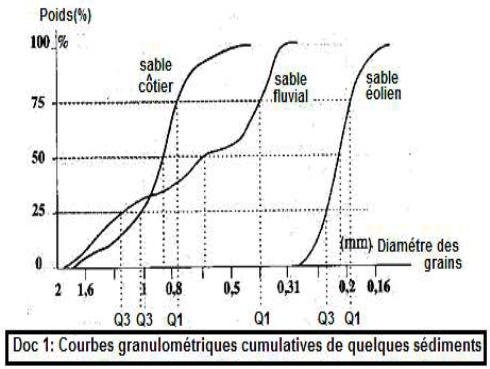 Poids(%)
100 %
sable
côtier
sable
fluvial
sable
éolien
75
50
25
0
(mm) Diamétre des
grains
2 1,6 1 0,8 0,5 0,31 0,2 0,16
Q3 Q3 Q1 Q1 Q3 Q1
Doc 1: Courbes granulométriques cumulatives de quelques sédiments